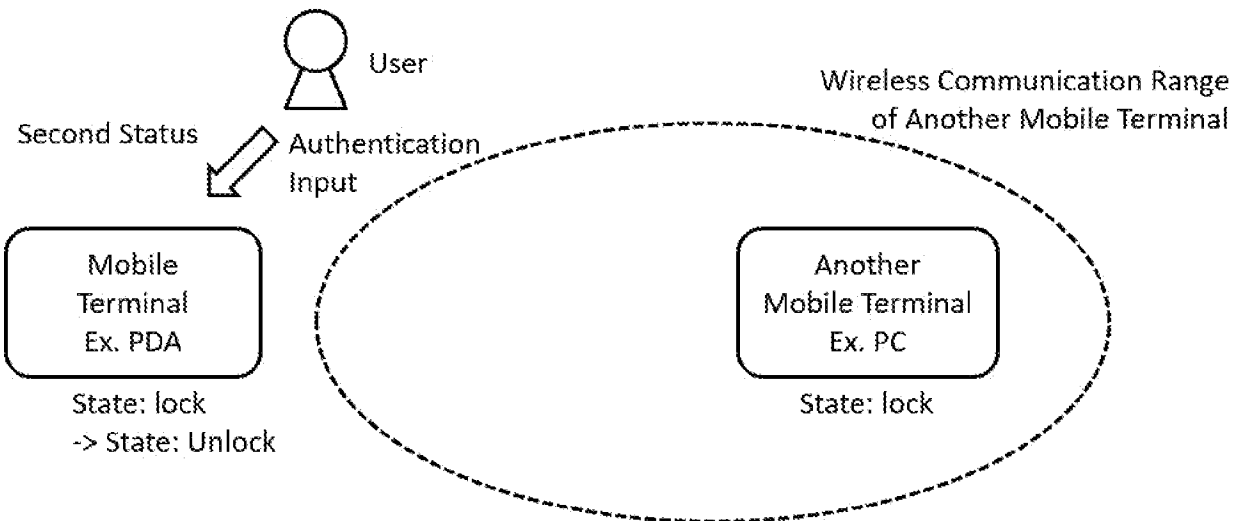 User
Wireless Communication Range
of Another Mobile Terminal
Second Status
Authentication
Input
Mobile
Terminal
Ex. PDA
Another
Mobile Terminal
Ex. PC
State: lock
-> State: Unlock
State: lock